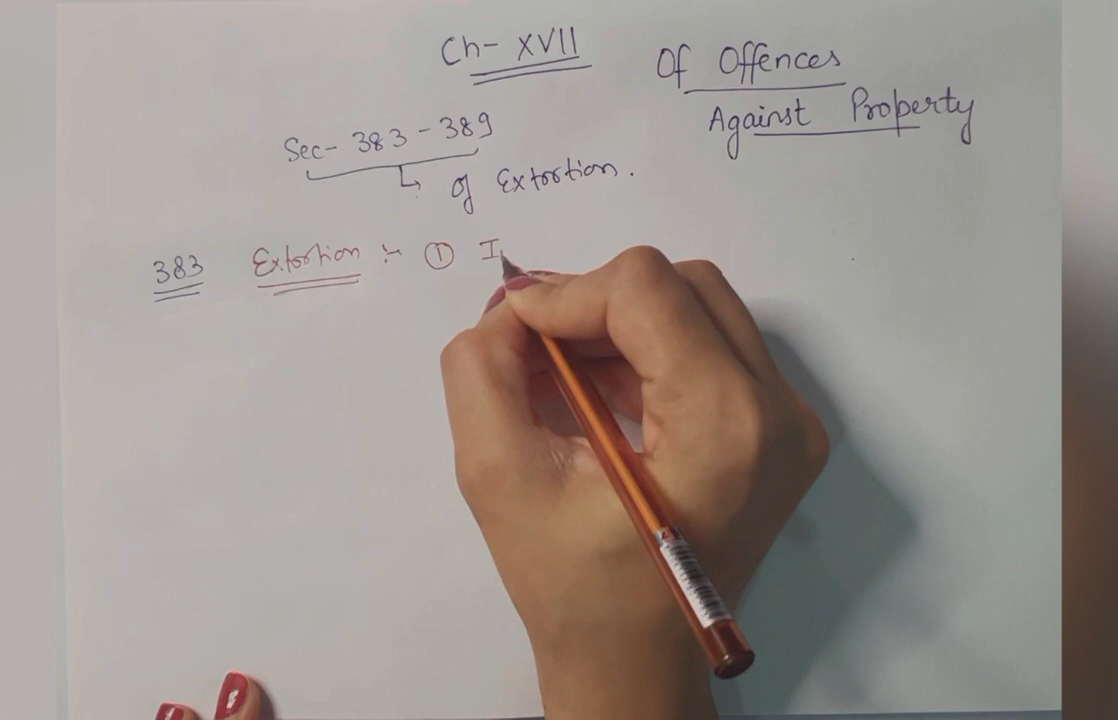 Ch- XVII
Of Offences
Against Property
Sec- 383 - 389
↳ of Extortion.
383 Extortion :- ① I